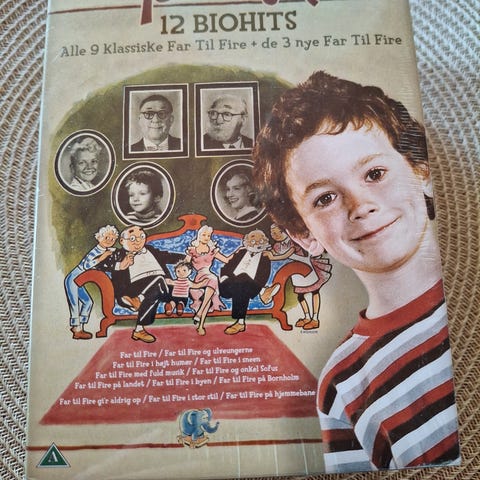 12 BIOHITS
Alle 9 klassiske Far Til Fire + de 3 nye Far Til Fire
Far til Fire / Far til Fire og ulveungerne
Far til Fire i højt humør / Far til Fire i sneen
Far til Fire med fuld musik / Far til Fire og onkel Sofus
Far til Fire på landet / Far til Fire i byen / Far til Fire på Bornholm
Far til Fire gi'r aldrig op / Far til Fire i stor stil / Far til Fire på hjemmebane
A